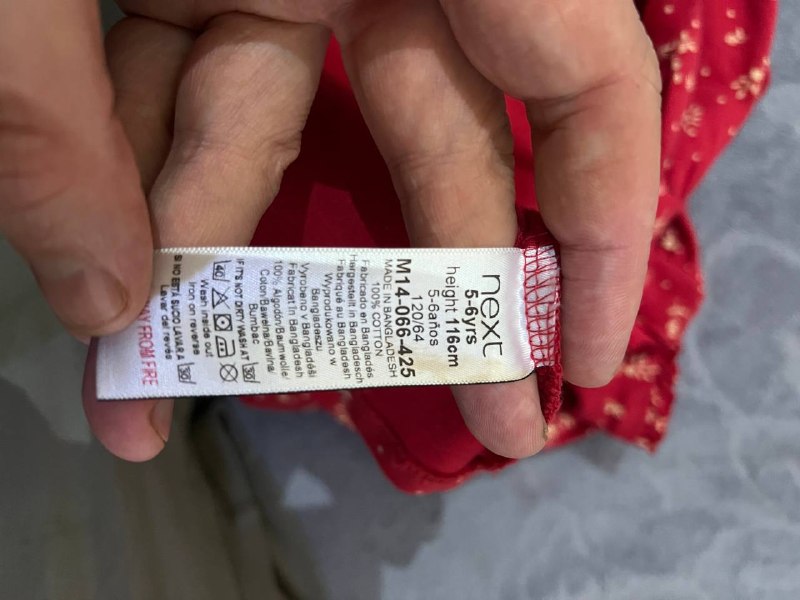 next
5-6yrs
height 116cm
5-6años
120/64
M14-066-425
MADE IN BANGLADESH
100% COTTON
Fabricado en Bangladés
Hergestellt in Bangladesch
Fabriqué au Bangladesh
Wyprodukowano w
Bangladeszu
Vyrobeno v Bangladéši
Fabricat în Bangladesh
100% Algodón/Baumwolle/
Coton/Bawełna/Bavlna/
Bumbac
IF IT'S NOT DIRTY WASH AT 30
40
Wash inside out
Iron on reverse
SI NO ESTÁ SUCIO LAVAR A 30
Lavar del revés
AWAY FROM FIRE